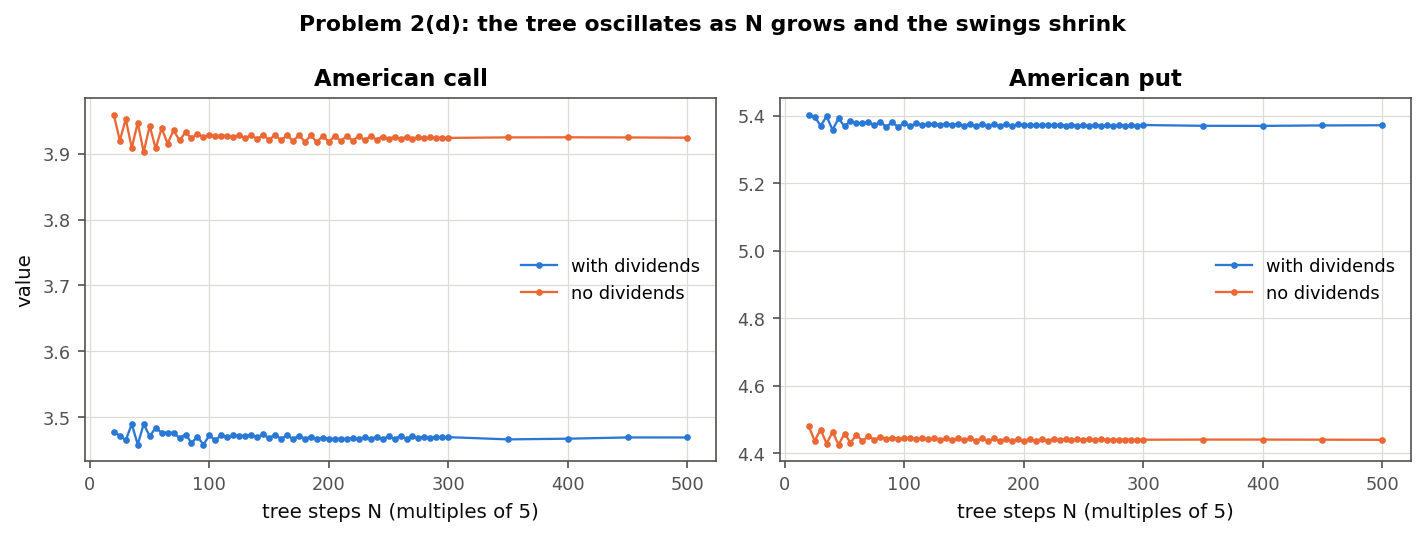 Problem 2(d): the tree oscillates as N grows and the swings shrink
American call
value
3.9
3.8
3.7
3.6
3.5
0 100 200 300 400 500
tree steps N (multiples of 5)
with dividends
no dividends
American put
5.4
5.2
5.0
4.8
4.6
4.4
0 100 200 300 400 500
tree steps N (multiples of 5)
with dividends
no dividends